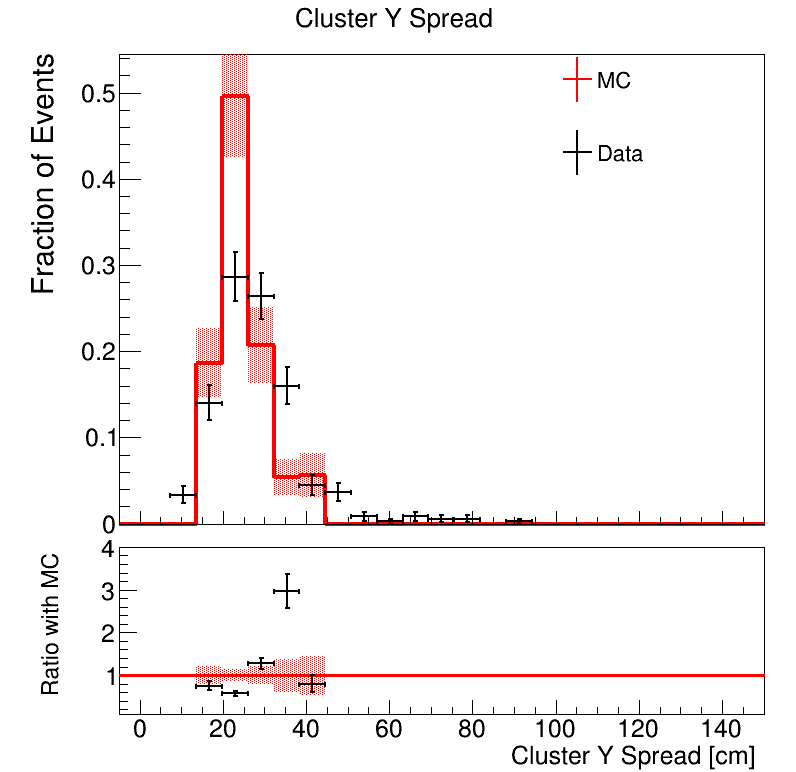 Cluster Y Spread
Fraction of Events
0.5
0.4
0.3
0.2
0.1
0
MC
Data
Ratio with MC
4
3
2
1
0 20 40 60 80 100 120 140
Cluster Y Spread [cm]